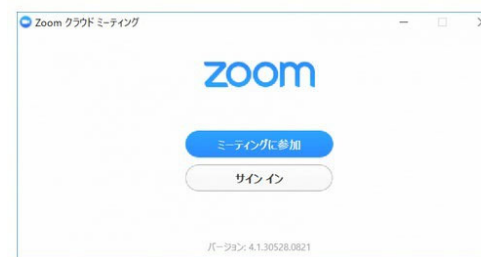 Zoom クラウド ミーティング
zoom
ミーティングに参加
サイン イン
バージョン: 4.1.30528.0821